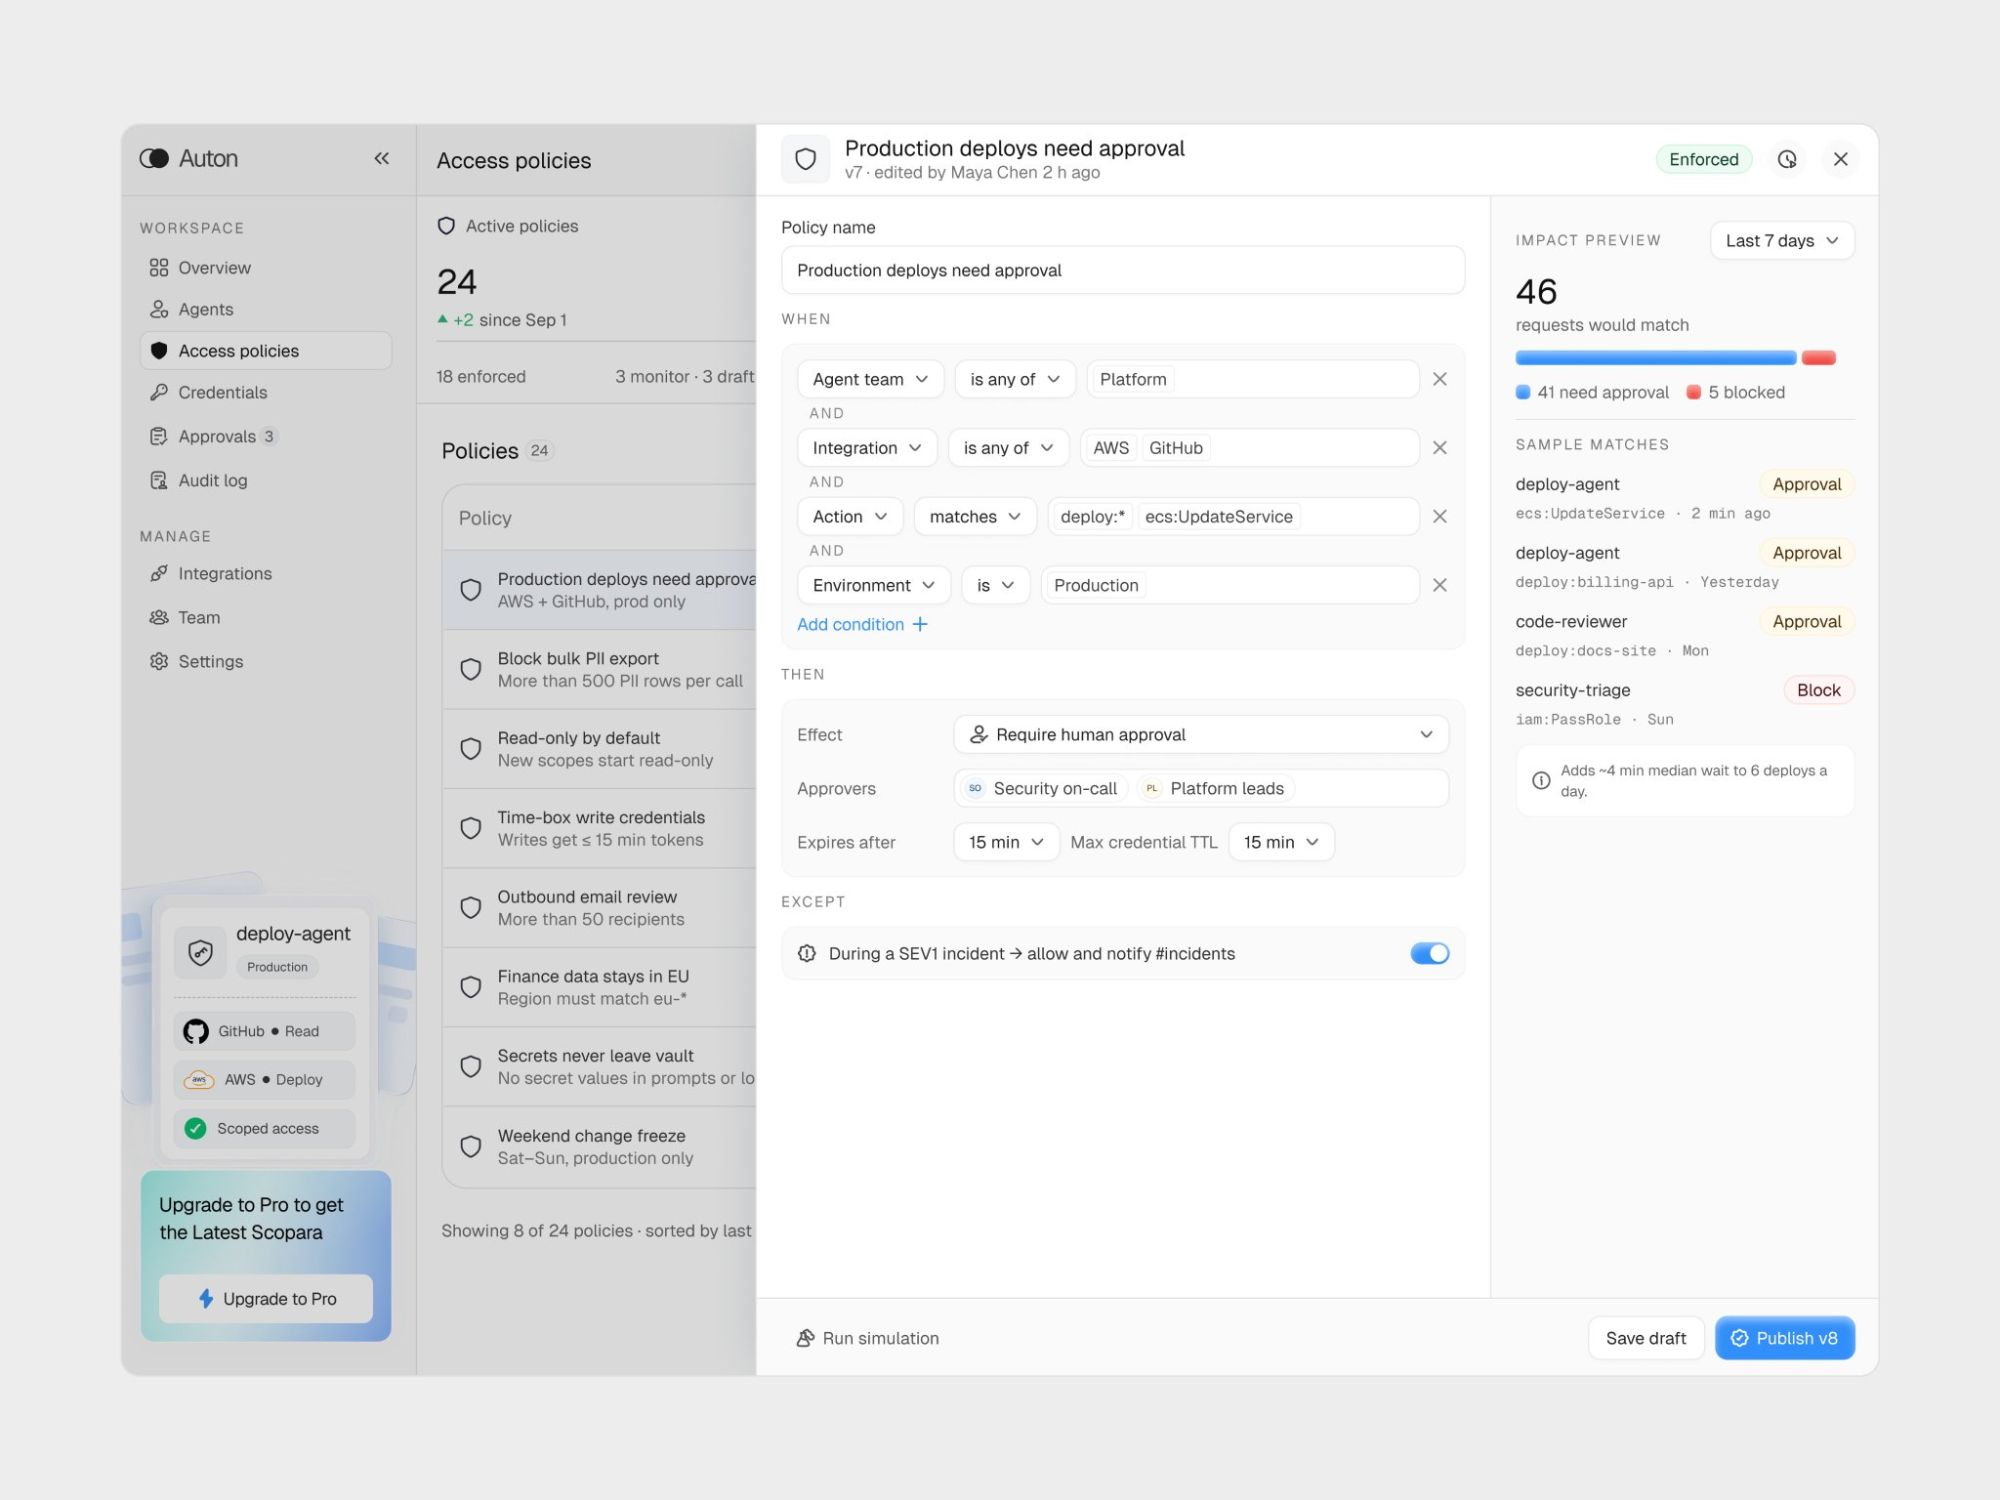 Auton
WORKSPACE
Overview
Agents
Access policies
Credentials
Approvals 3
Audit log
MANAGE
Integrations
Team
Settings
deploy-agent
Production
GitHub • Read
aws AWS • Deploy
Scoped access
Upgrade to Pro to get
the Latest Scopara
Upgrade to Pro
Access policies
Active policies
24
+2 since Sep 1
18 enforced 3 monitor · 3 draft
Policies 24
Policy
Production deploys need approva
AWS + GitHub, prod only
Block bulk PII export
More than 500 PII rows per call
Read-only by default
New scopes start read-only
Time-box write credentials
Writes get ≤ 15 min tokens
Outbound email review
More than 50 recipients
Finance data stays in EU
Region must match eu-*
Secrets never leave vault
No secret values in prompts or lo
Weekend change freeze
Sat–Sun, production only
Showing 8 of 24 policies · sorted by last
Production deploys need approval
v7 · edited by Maya Chen 2 h ago
Enforced
Policy name
Production deploys need approval
WHEN
Agent team is any of Platform
AND
Integration is any of AWS GitHub
AND
Action matches deploy:* ecs:UpdateService
AND
Environment is Production
Add condition +
THEN
Effect Require human approval
Approvers SO Security on-call PL Platform leads
Expires after 15 min Max credential TTL 15 min
EXCEPT
During a SEV1 incident → allow and notify #incidents
IMPACT PREVIEW Last 7 days
46
requests would match
41 need approval 5 blocked
SAMPLE MATCHES
deploy-agent Approval
ecs:UpdateService · 2 min ago
deploy-agent Approval
deploy:billing-api · Yesterday
code-reviewer Approval
deploy:docs-site · Mon
security-triage Block
iam:PassRole · Sun
Adds ~4 min median wait to 6 deploys a
day.
Run simulation
Save draft
Publish v8